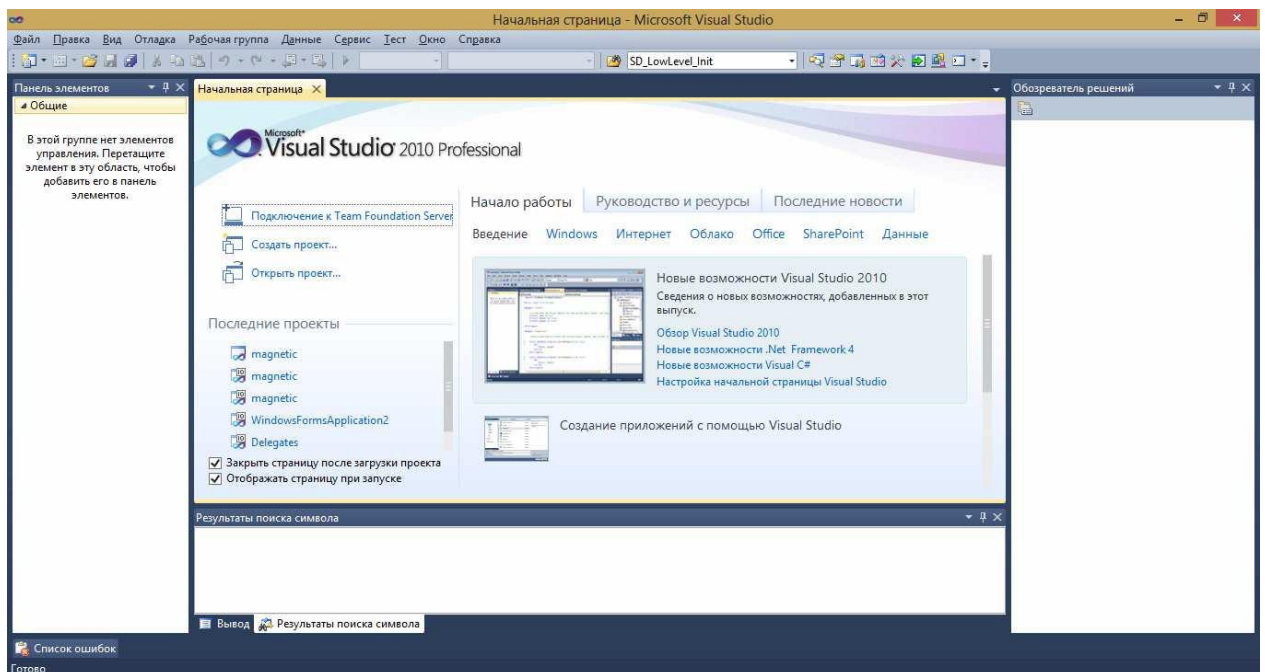 Начальная страница - Microsoft Visual Studio
Файл Правка Вид Отладка Рабочая группа Данные Сервис Тест Окно Справка
SD_LowLevel_Init
Панель элементов
Общие
В этой группе нет элементов
управления. Перетащите
элемент в эту область, чтобы
добавить его в панель
элементов.
Начальная страница
Microsoft
Visual Studio 2010 Professional
Подключение к Team Foundation Server
Создать проект...
Открыть проект...
Последние проекты
magnetic
magnetic
magnetic
WindowsFormsApplication2
Delegates
Закрыть страницу после загрузки проекта
Отображать страницу при запуске
Начало работы Руководство и ресурсы Последние новости
Введение Windows Интернет Облако Office SharePoint Данные
Новые возможности Visual Studio 2010
Сведения о новых возможностях, добавленных в этот
выпуск.
Обзор Visual Studio 2010
Новые возможности .Net Framework 4
Новые возможности Visual C#
Настройка начальной страницы Visual Studio
Создание приложений с помощью Visual Studio
Обозреватель решений
Результаты поиска символа
Вывод Результаты поиска символа
Список ошибок
Готово